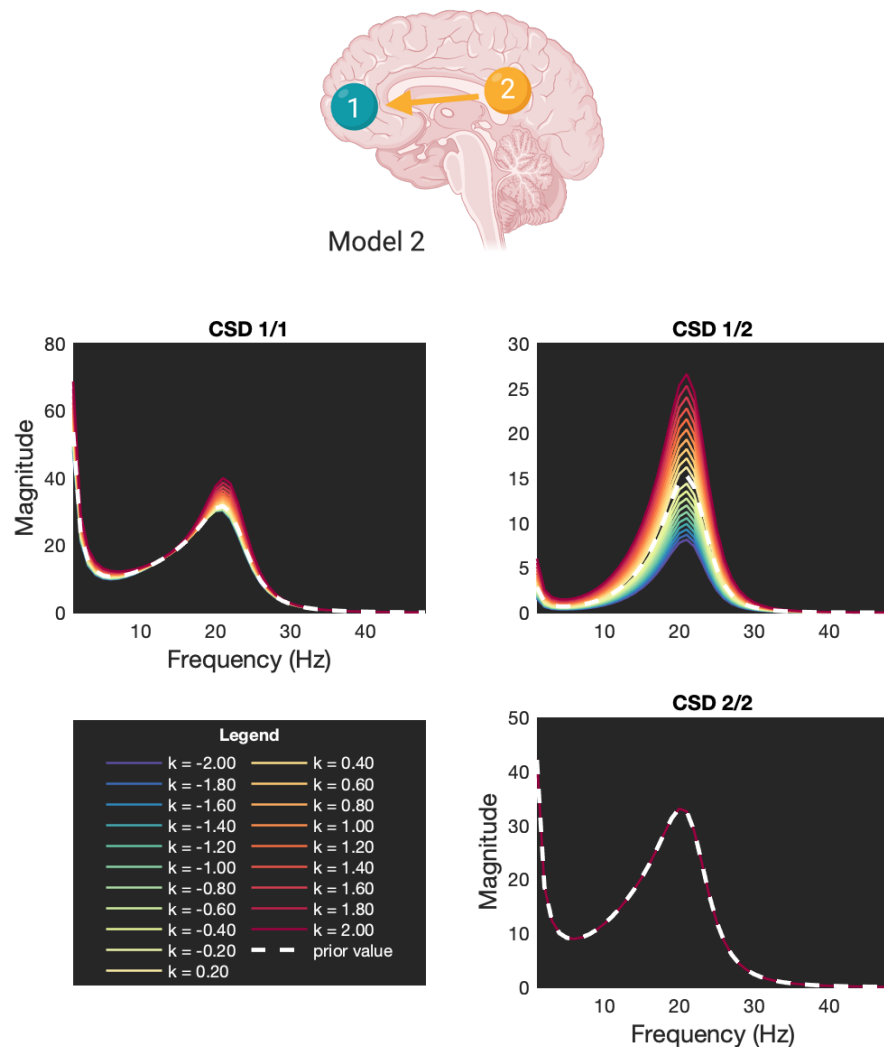 1
2
Model 2
CSD 1/1
80
60
40
20
0
10 20 30 40
Magnitude
Frequency (Hz)
CSD 1/2
30
25
20
15
10
5
0
10 20 30 40
Legend
k = -2.00 k = 0.40
k = -1.80 k = 0.60
k = -1.60 k = 0.80
k = -1.40 k = 1.00
k = -1.20 k = 1.20
k = -1.00 k = 1.40
k = -0.80 k = 1.60
k = -0.60 k = 1.80
k = -0.40 k = 2.00
k = -0.20 prior value
k = 0.20
CSD 2/2
50
40
30
20
10
0
10 20 30 40
Magnitude
Frequency (Hz)